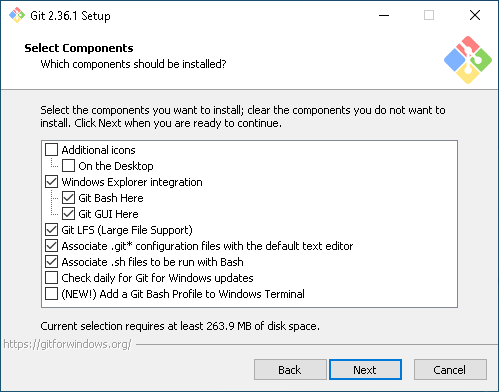 Git 2.36.1 Setup
Select Components
Which components should be installed?
Select the components you want to install; clear the components you do not want to
install. Click Next when you are ready to continue.
Additional icons
On the Desktop
Windows Explorer integration
Git Bash Here
Git GUI Here
Git LFS (Large File Support)
Associate .git* configuration files with the default text editor
Associate .sh files to be run with Bash
Check daily for Git for Windows updates
(NEW!) Add a Git Bash Profile to Windows Terminal
Current selection requires at least 263.9 MB of disk space.
https://gitforwindows.org/
Back
Next
Cancel